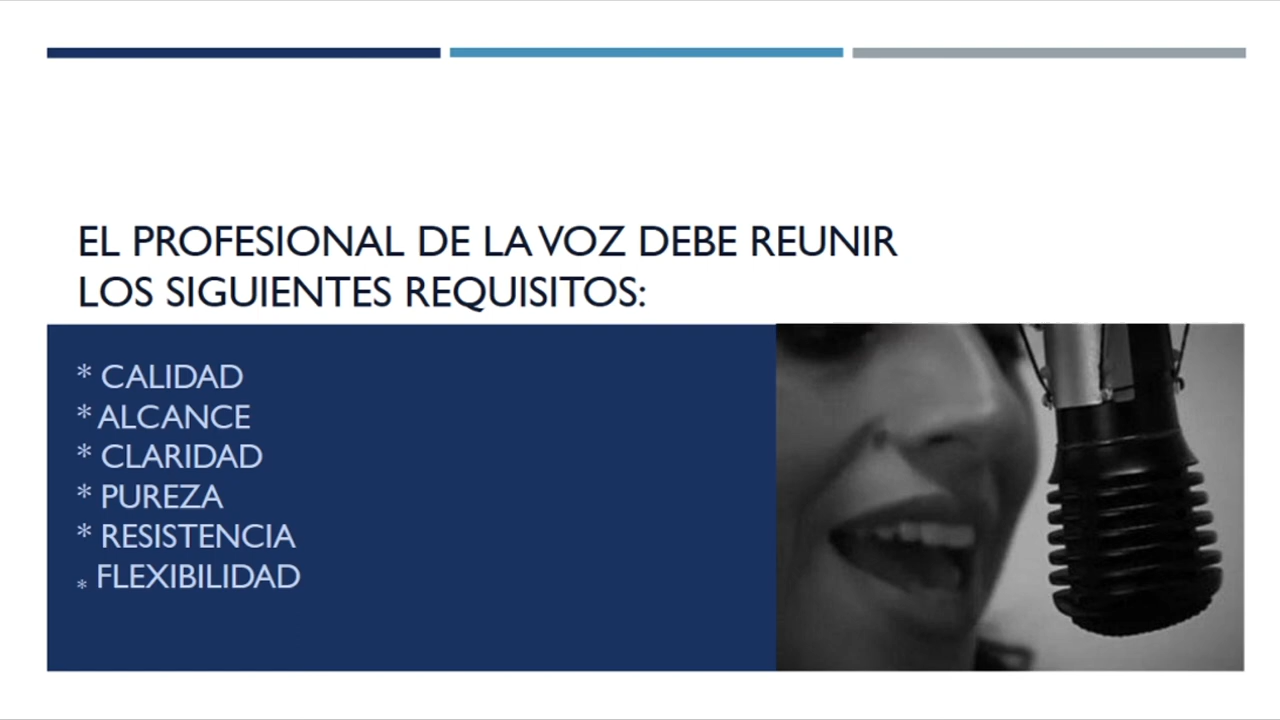 EL PROFESIONAL DE LA VOZ DEBE REUNIR
LOS SIGUIENTES REQUISITOS:
* CALIDAD
* ALCANCE
* CLARIDAD
* PUREZA
* RESISTENCIA
* FLEXIBILIDAD